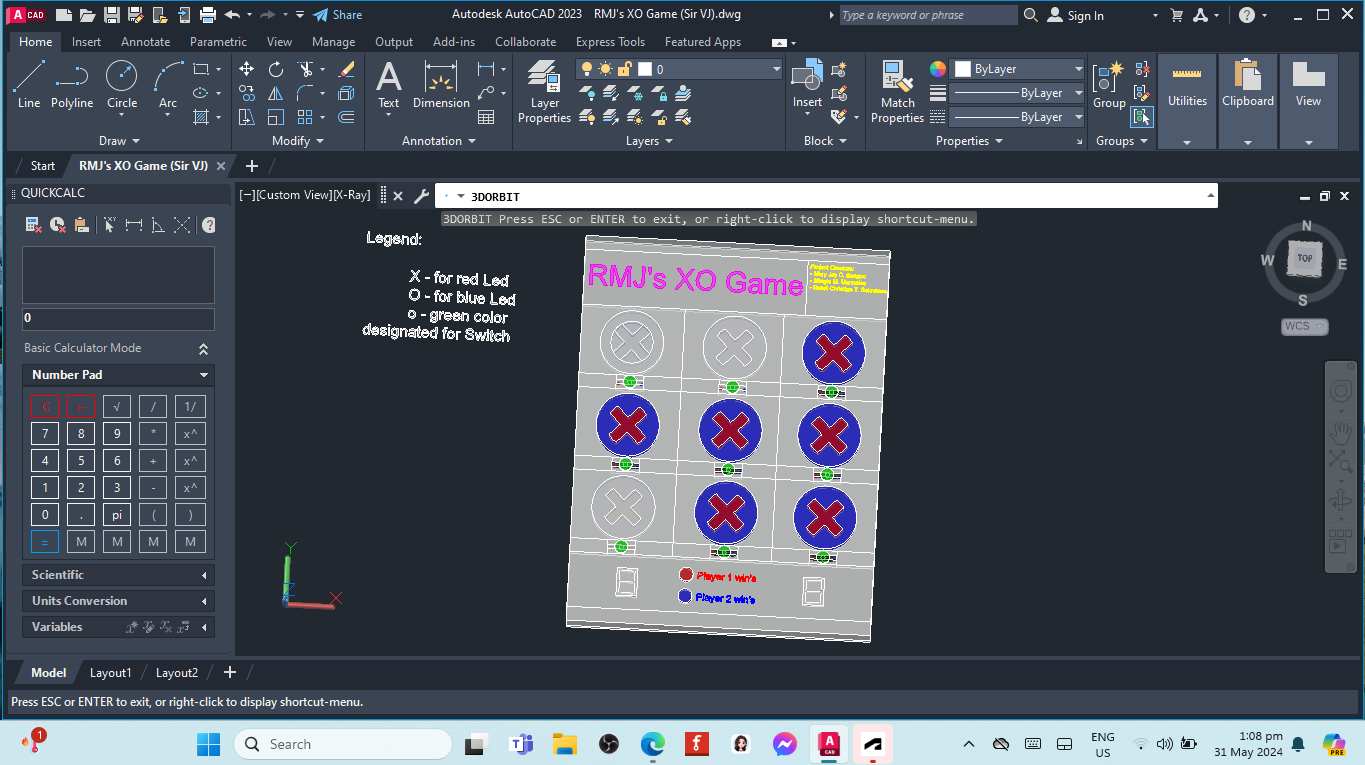 CAD
Share
Autodesk AutoCAD 2023 RMJ's XO Game (Sir VJ).dwg
Type a keyword or phrase
Sign In
Home Insert Annotate Parametric View Manage Output Add-ins Collaborate Express Tools Featured Apps
Line Polyline Circle Arc
Text Dimension
Layer
Properties
0
Insert
Match
Properties
ByLayer
ByLayer
ByLayer
Group
Utilities
Clipboard
View
Draw Modify Annotation Layers Block Properties Groups
Start RMJ's XO Game (Sir VJ)
QUICKCALC
0
Basic Calculator Mode
Number Pad
C √ / 1/
7 8 9 * x^
4 5 6 + x^
1 2 3 - x^
0 . pi ( )
= M M M M
Scientific
Units Conversion
Variables
[−][Custom View][X-Ray]
3DORBIT
3DORBIT Press ESC or ENTER to exit, or right-click to display shortcut-menu.
Legend:
X - for red Led
O - for blue Led
o - green color
designated for Switch
RMJ's XO Game
Player 1 win's
Player 2 win's
Y
Z
X
N
W TOP E
S
WCS
Model Layout1 Layout2
Press ESC or ENTER to exit, or right-click to display shortcut-menu.
1
Search
A
CAD
ENG
US
1:08 pm
31 May 2024
PRE